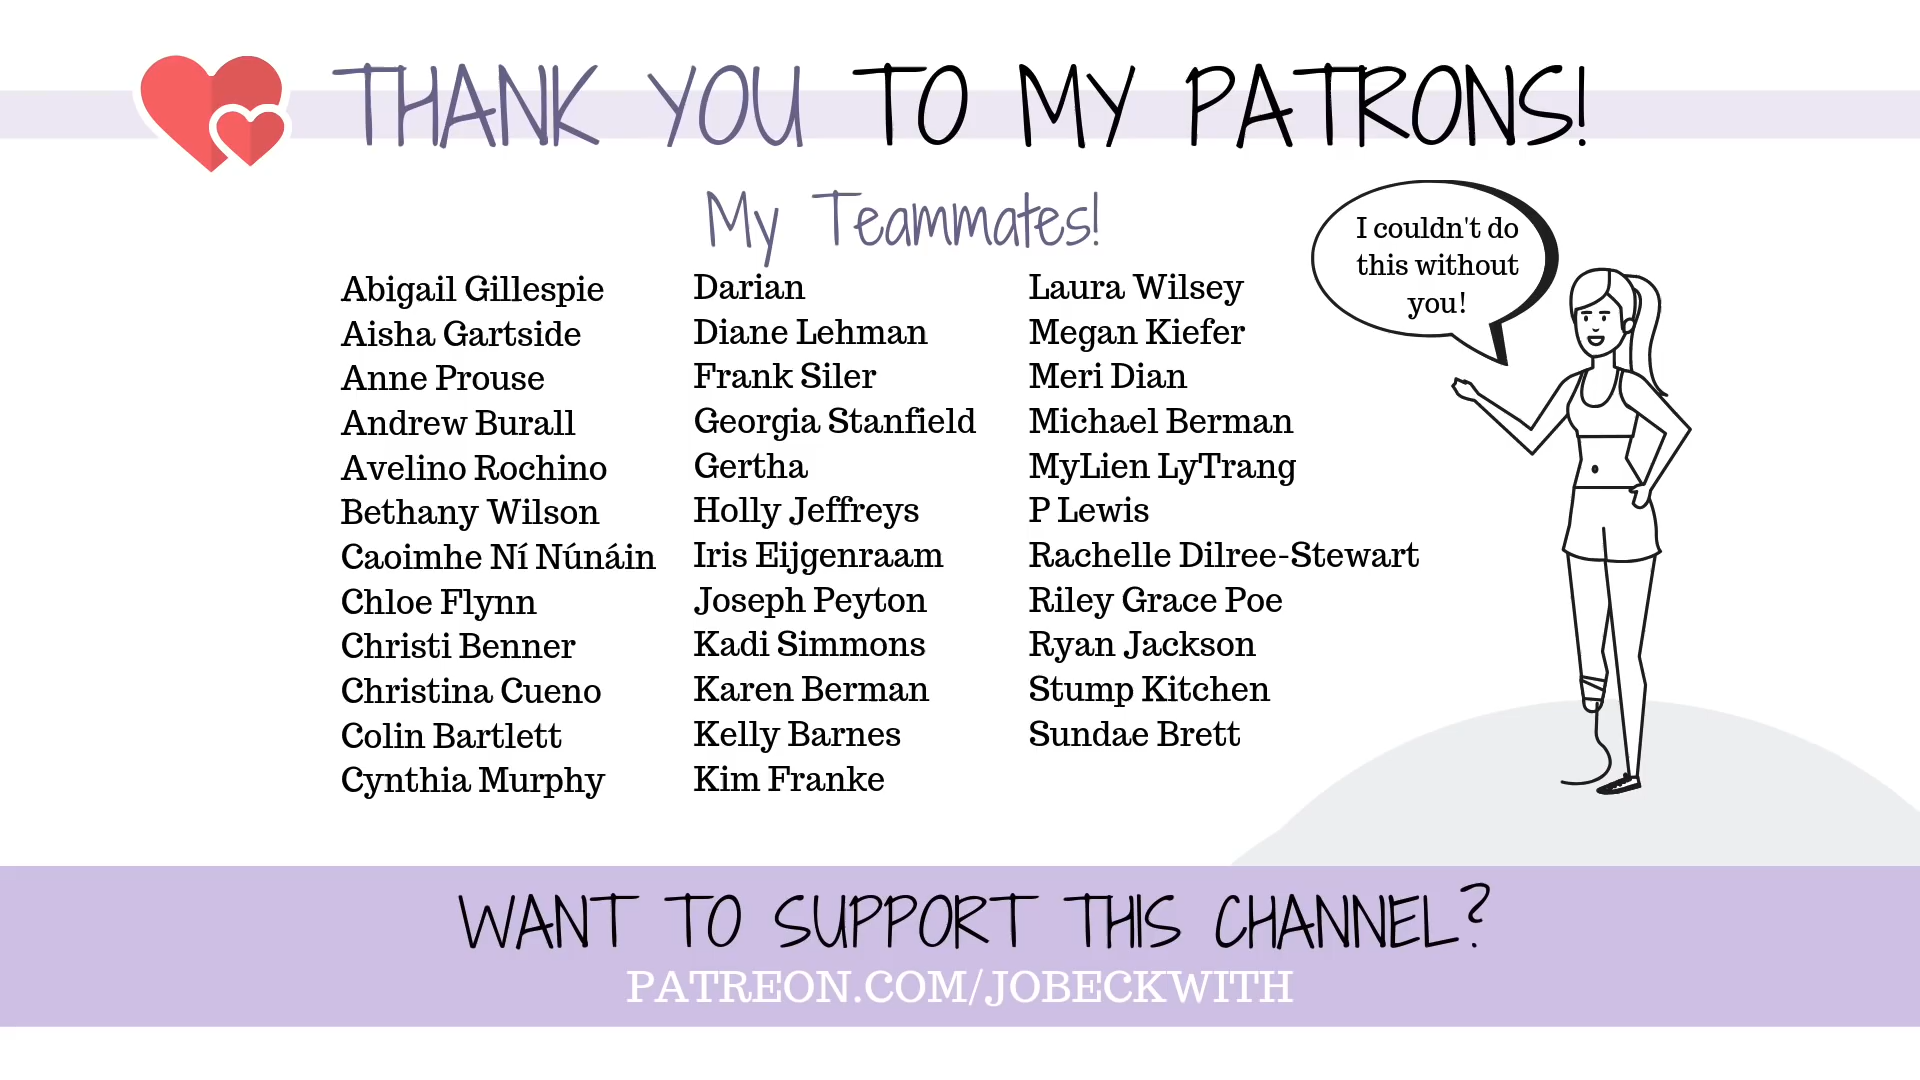 THANK YOU TO MY PATRONS!
My Teammates!
I couldn't do
this without
you!
Abigail Gillespie
Aisha Gartside
Anne Prouse
Andrew Burall
Avelino Rochino
Bethany Wilson
Caoimhe Ní Núnáin
Chloe Flynn
Christi Benner
Christina Cueno
Colin Bartlett
Cynthia Murphy
Darian
Diane Lehman
Frank Siler
Georgia Stanfield
Gertha
Holly Jeffreys
Iris Eijgenraam
Joseph Peyton
Kadi Simmons
Karen Berman
Kelly Barnes
Kim Franke
Laura Wilsey
Megan Kiefer
Meri Dian
Michael Berman
MyLien LyTrang
P Lewis
Rachelle Dilree-Stewart
Riley Grace Poe
Ryan Jackson
Stump Kitchen
Sundae Brett
WANT TO SUPPORT THIS CHANNEL?
PATREON.COM/JOBECKWITH